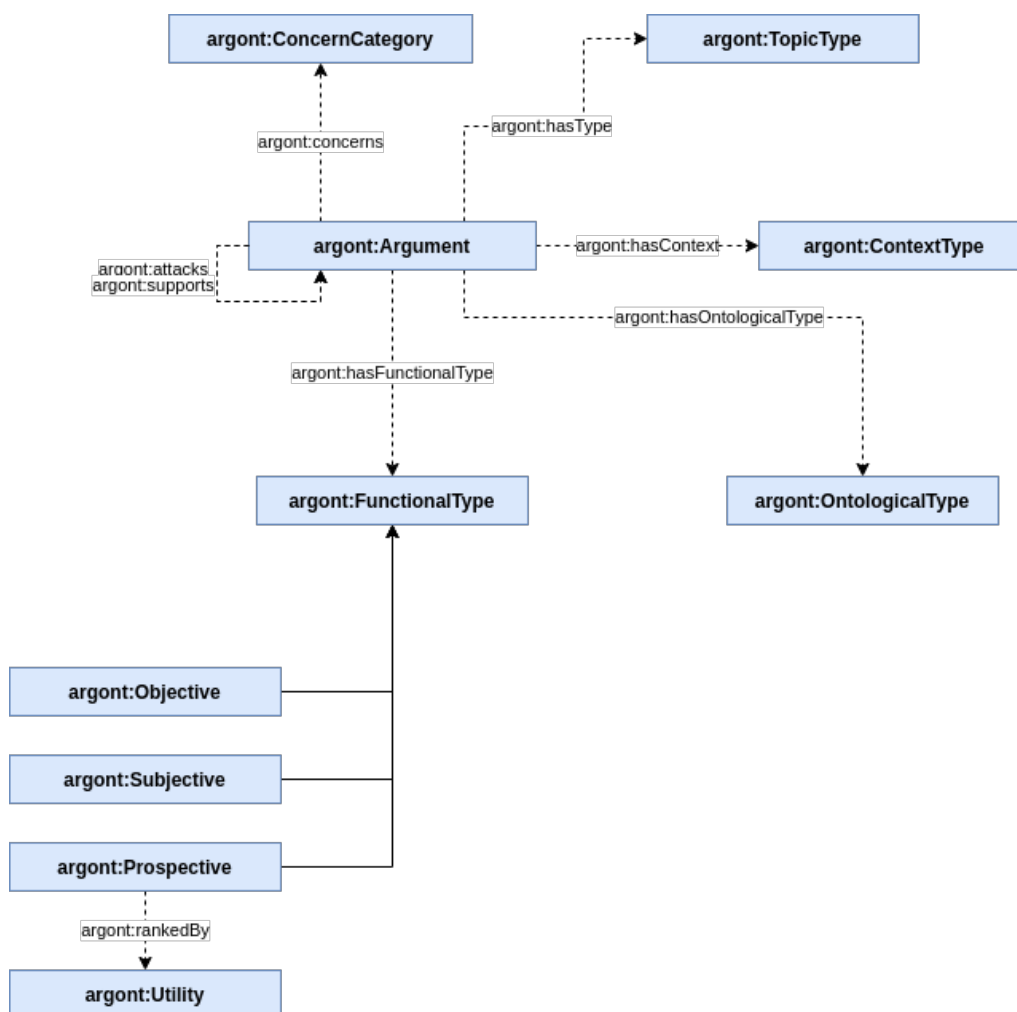 argont:ConcernCategory
argont:TopicType
argont:hasType
argont:concerns
argont:Argument
argont:hasContext
argont:ContextType
argont:attacks
argont:supports
argont:hasOntologicalType
argont:hasFunctionalType
argont:FunctionalType
argont:OntologicalType
argont:Objective
argont:Subjective
argont:Prospective
argont:rankedBy
argont:Utility